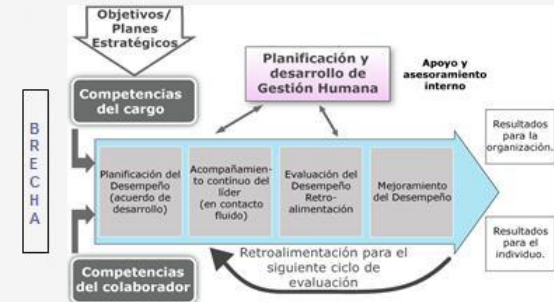 Objetivos/
Planes
Estratégicos
Planificación y
desarrollo de
Gestión Humana
Apoyo y
asesoramiento
interno
Competencias
del cargo
B
R
E
C
H
A
Planificación del
Desempeño
(acuerdo de
desarrollo)
Acompañamien-
to contínuo del
líder
(en contacto
fluido)
Evaluación del
Desempeño
Retro-
alimentación
Mejoramiento
del Desempeño
Resultados
para la
organización.
Resultados
para el
individuo.
Competencias
del colaborador
Retroalimentación para el
siguiente ciclo de
evaluación